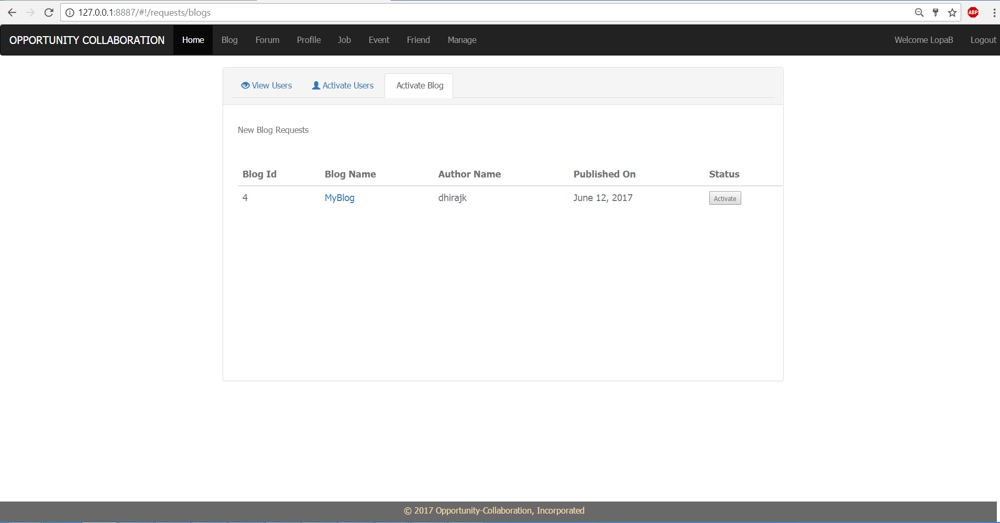 127.0.0.1:8887/#!/requests/blogs
ABP
OPPORTUNITY COLLABORATION Home Blog Forum Profile Job Event Friend Manage Welcome LopaB Logout
View Users Activate Users Activate Blog
New Blog Requests
Blog Id Blog Name Author Name Published On Status
4 MyBlog dhirajk June 12, 2017 Activate
© 2017 Opportunity-Collaboration, Incorporated